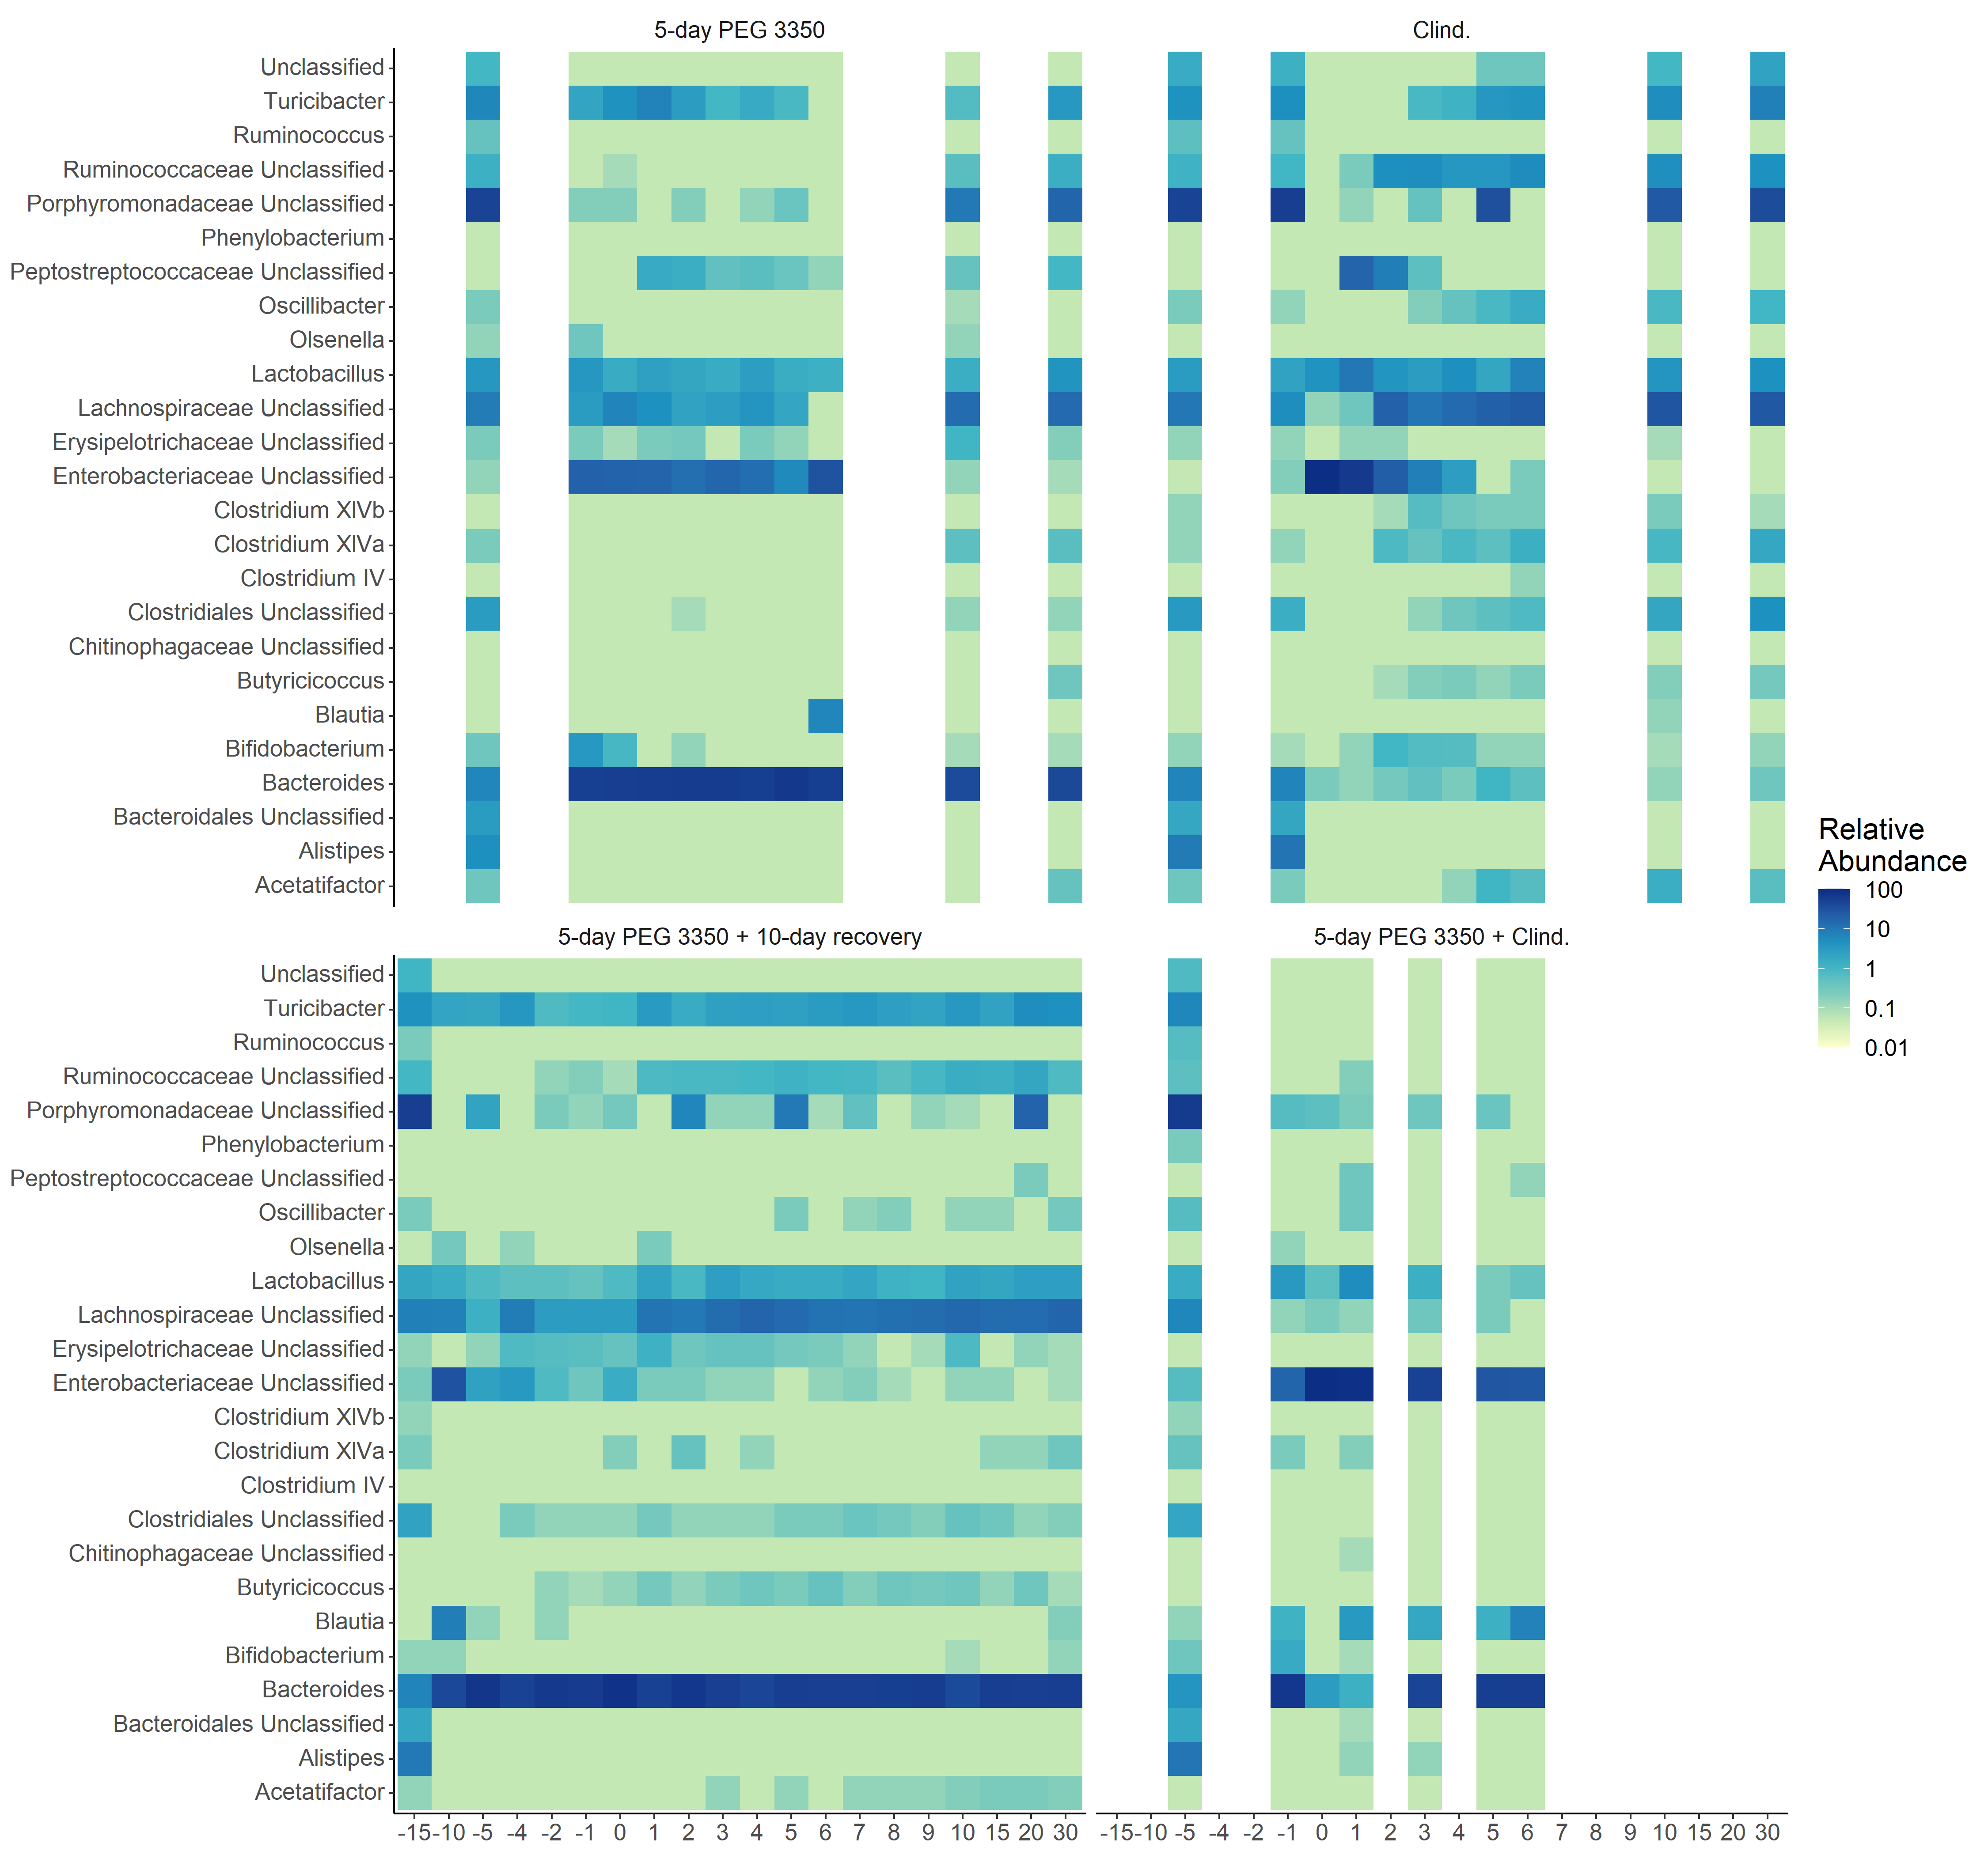 5-day PEG 3350
Clind.
Unclassified
Turicibacter
Ruminococcus
Ruminococcaceae Unclassified
Porphyromonadaceae Unclassified
Phenylobacterium
Peptostreptococcaceae Unclassified
Oscillibacter
Olsenella
Lactobacillus
Lachnospiraceae Unclassified
Erysipelotrichaceae Unclassified
Enterobacteriaceae Unclassified
Clostridium XlVb
Clostridium XlVa
Clostridium IV
Clostridiales Unclassified
Chitinophagaceae Unclassified
Butyricicoccus
Blautia
Bifidobacterium
Bacteroides
Bacteroidales Unclassified
Alistipes
Acetatifactor
Relative
Abundance
100
10
1
0.1
0.01
5-day PEG 3350 + 10-day recovery
5-day PEG 3350 + Clind.
Unclassified
Turicibacter
Ruminococcus
Ruminococcaceae Unclassified
Porphyromonadaceae Unclassified
Phenylobacterium
Peptostreptococcaceae Unclassified
Oscillibacter
Olsenella
Lactobacillus
Lachnospiraceae Unclassified
Erysipelotrichaceae Unclassified
Enterobacteriaceae Unclassified
Clostridium XlVb
Clostridium XlVa
Clostridium IV
Clostridiales Unclassified
Chitinophagaceae Unclassified
Butyricicoccus
Blautia
Bifidobacterium
Bacteroides
Bacteroidales Unclassified
Alistipes
Acetatifactor
-15 -10 -5 -4 -2 -1 0 1 2 3 4 5 6 7 8 9 10 15 20 30
-15 -10 -5 -4 -2 -1 0 1 2 3 4 5 6 7 8 9 10 15 20 30